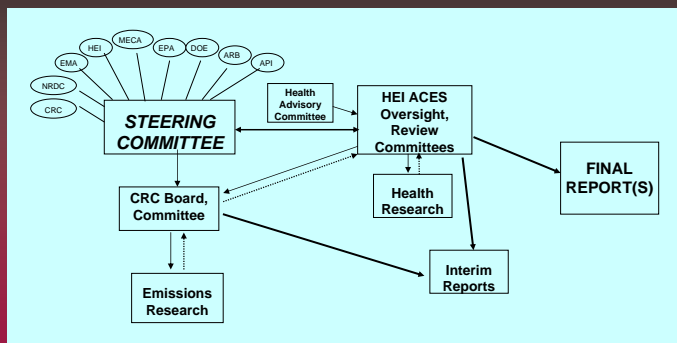 MECA
HEI
EPA
DOE
EMA
ARB
API
NRDC
CRC
STEERING
COMMITTEE
Health
Advisory
Committee
HEI ACES
Oversight,
Review
Committees
FINAL
REPORT(S)
CRC Board,
Committee
Health
Research
Interim
Reports
Emissions
Research